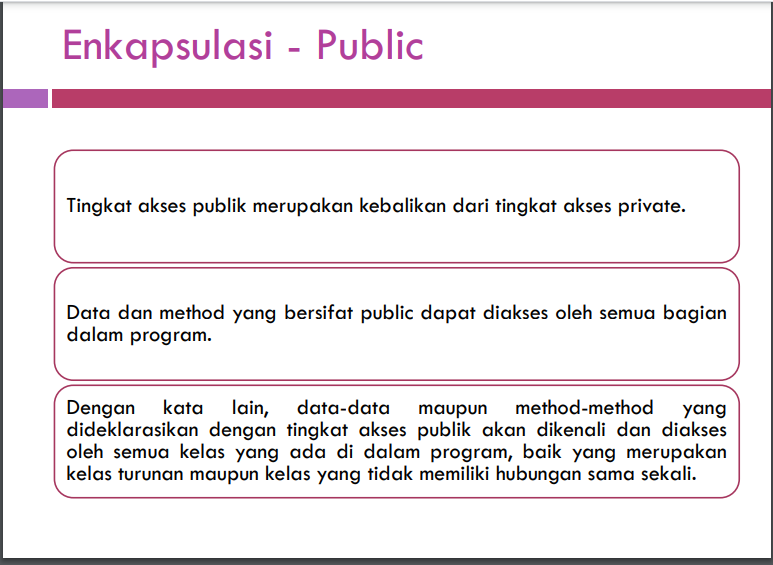 Enkapsulasi - Public
Tingkat akses publik merupakan kebalikan dari tingkat akses private.
Data dan method yang bersifat public dapat diakses oleh semua bagian
dalam program.
Dengan kata lain, data-data maupun method-method yang
dideklarasikan dengan tingkat akses publik akan dikenali dan diakses
oleh semua kelas yang ada di dalam program, baik yang merupakan
kelas turunan maupun kelas yang tidak memiliki hubungan sama sekali.